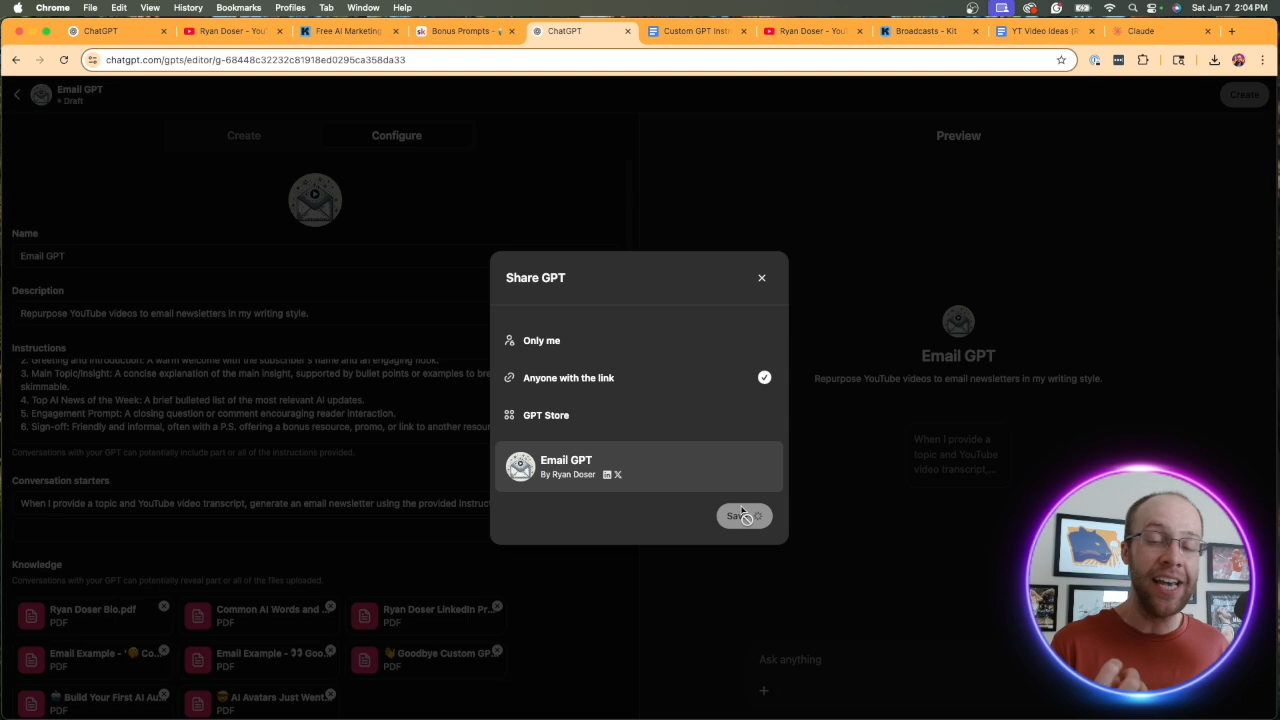 Chrome File Edit View History Bookmarks Profiles Tab Window Help Sat Jun 7 2:04 PM
ChatGPT Ryan Doser - You Free AI Marketing Bonus Prompts - ChatGPT Custom GPT Inst Ryan Doser - You Broadcasts - Kit YT Video Ideas (R Claude
chatgpt.com/gpts/editor/g-68448c32232c81918ed0295ca358da33
Email GPT
Draft
Create
Create Configure
Preview
Name
Email GPT
Description
Repurpose YouTube videos to email newsletters in my writing style.
Instructions
2. Greeting and Introduction: A warm welcome with the subscriber's name and an engaging hook.
3. Main Topic/Insight: A concise explanation of the main insight, supported by bullet points or examples to bre
skimmable.
4. Top AI News of the Week: A brief bulleted list of the most relevant AI updates.
5. Engagement Prompt: A closing question or comment encouraging reader interaction.
6. Sign-off: Friendly and informal, often with a P.S. offering a bonus resource, promo, or link to another resour
Conversations with your GPT can potentially include part or all of the instructions provided.
Conversation starters
When I provide a topic and YouTube video transcript, generate an email newsletter using the provided instruc
Knowledge
Conversations with your GPT can potentially reveal part or all of the files uploaded.
Ryan Doser Bio.pdf
PDF
Common AI Words and ...
PDF
Ryan Doser LinkedIn Pr...
PDF
Email Example - '🤔 Co...
PDF
Email Example - 👀 Goo...
PDF
👋 Goodbye Custom GP...
PDF
🤖 Build Your First AI Au...
PDF
😎 AI Avatars Just Went...
PDF
Share GPT
Only me
Anyone with the link
GPT Store
Email GPT
By Ryan Doser
Save
Email GPT
Repurpose YouTube videos to email newsletters in my writing style.
When I provide a
topic and YouTube
video transcript,...
Ask anything